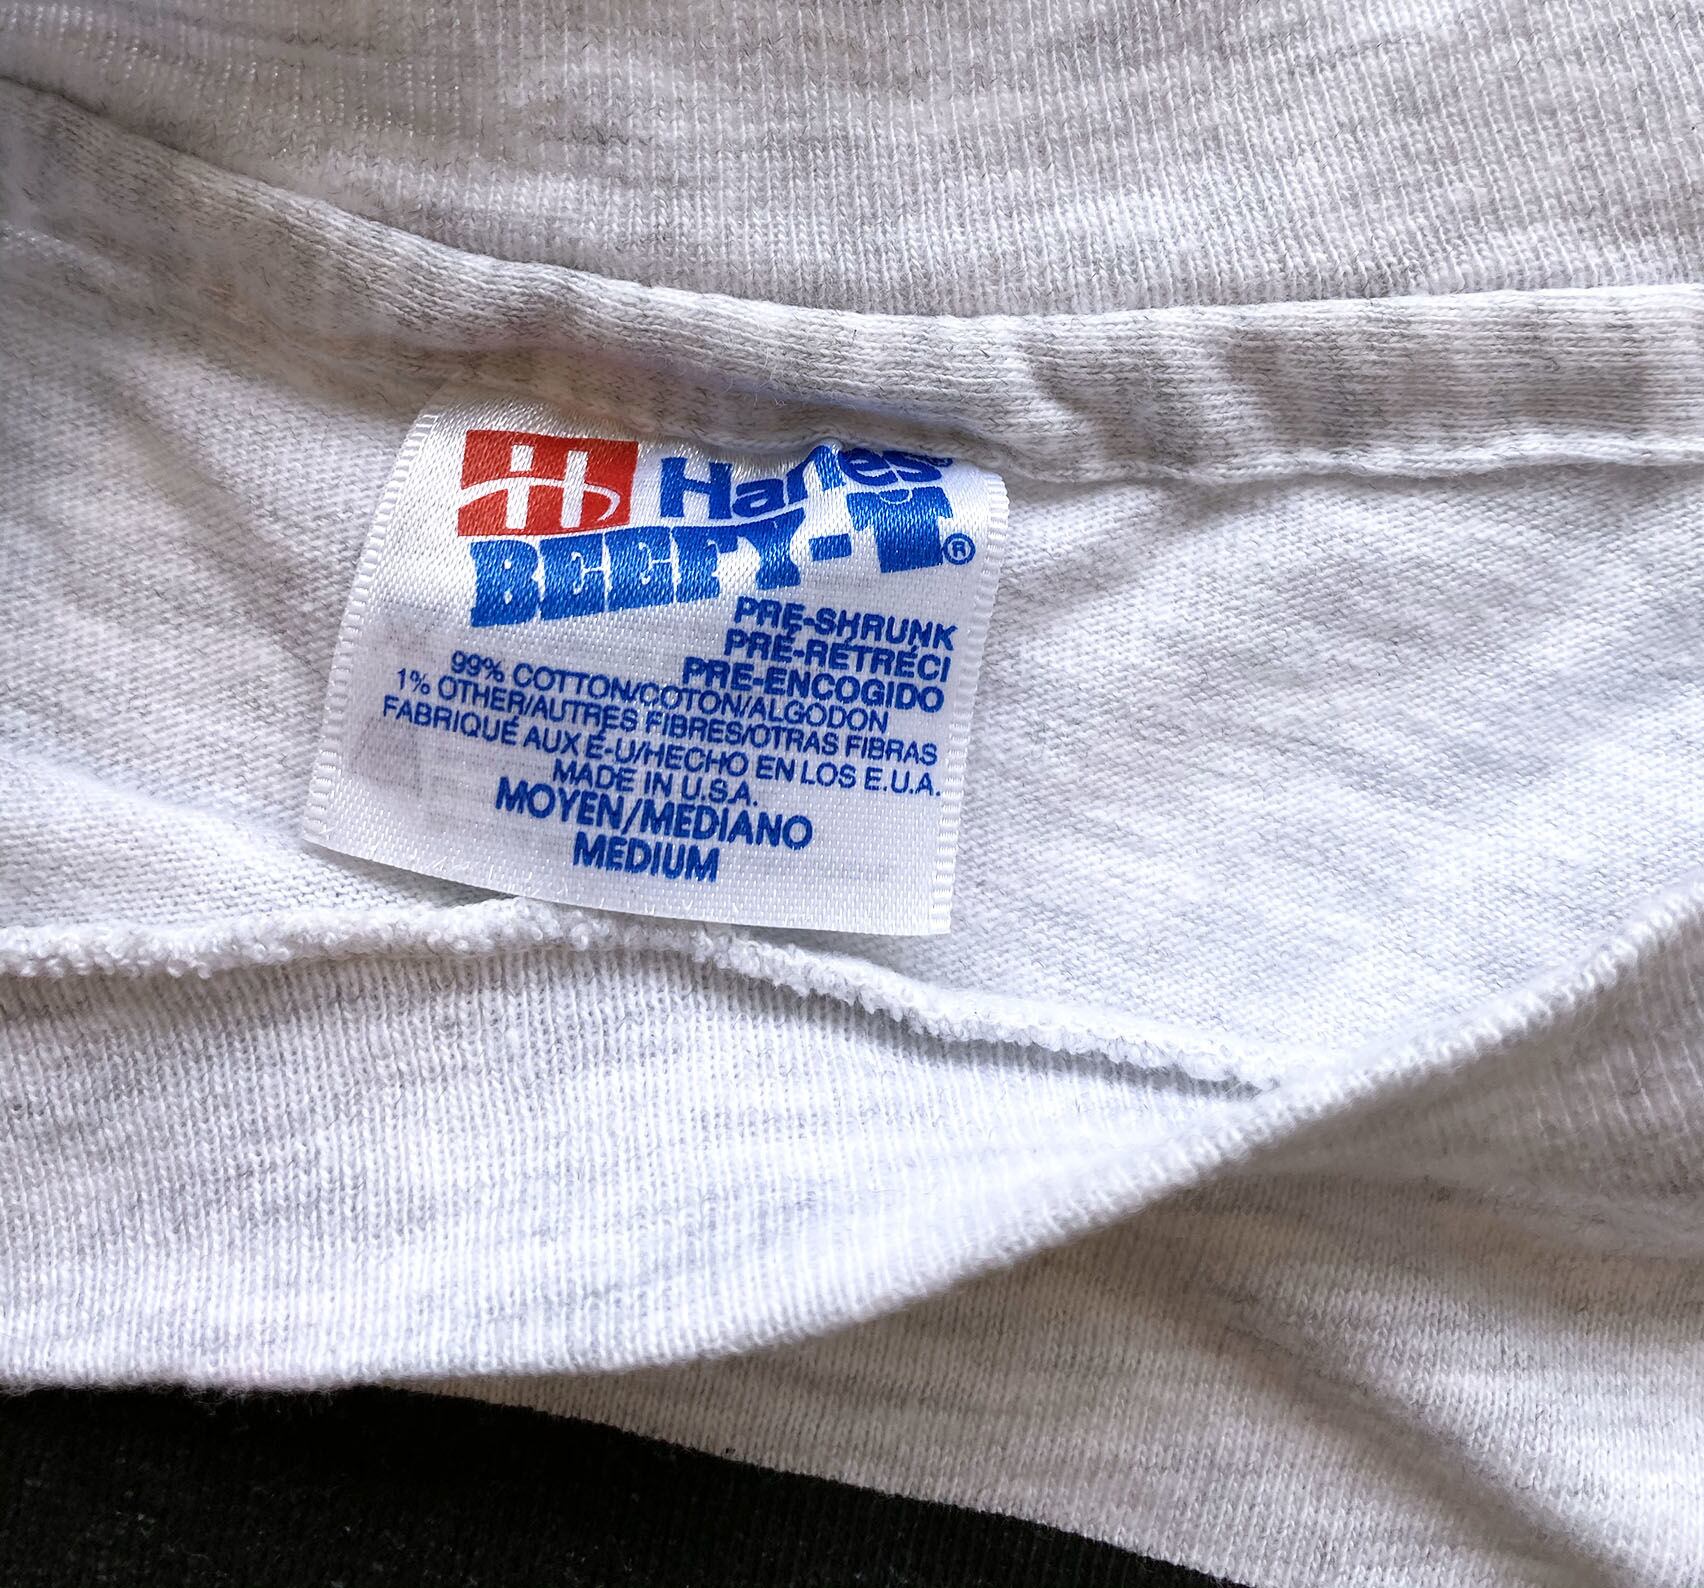 H Hanes
BEEFY-T®
PRE-SHRUNK
PRÉ-RÉTRÉCI
PRE-ENCOGIDO
99% COTTON/COTON/ALGODON
1% OTHER/AUTRES FIBRES/OTRAS FIBRAS
FABRIQUÉ AUX É-U/HECHO EN LOS E.U.A.
MADE IN U.S.A.
MOYEN/MEDIANO
MEDIUM